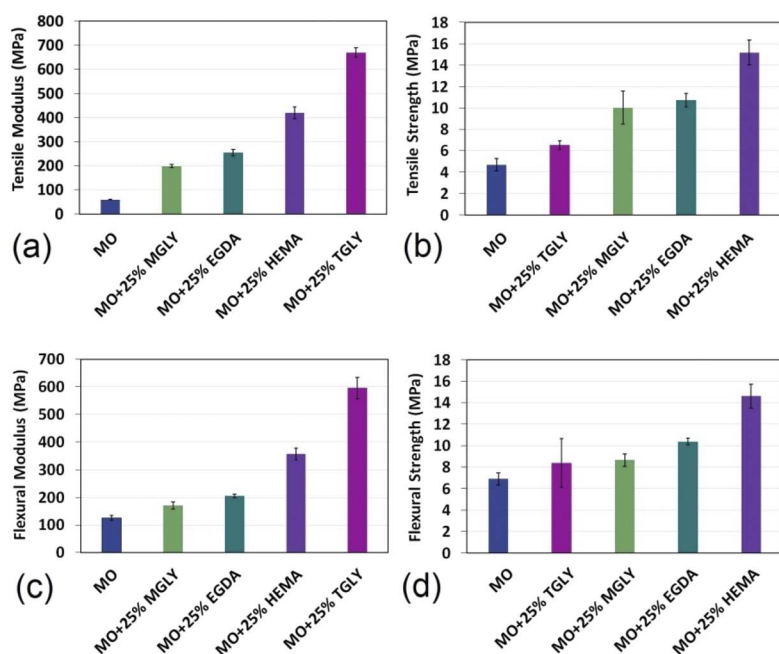 Tensile Modulus (MPa)
800
700
600
500
400
300
200
100
0
MO
MO+25% MGLY
MO+25% EGDA
MO+25% HEMA
MO+25% TGLY
(a)
Tensile Strength (MPa)
18
16
14
12
10
8
6
4
2
0
MO
MO+25% TGLY
MO+25% MGLY
MO+25% EGDA
MO+25% HEMA
(b)
Flexural Modulus (MPa)
700
600
500
400
300
200
100
0
MO
MO+25% MGLY
MO+25% EGDA
MO+25% HEMA
MO+25% TGLY
(c)
Flexural Strength (MPa)
18
16
14
12
10
8
6
4
2
0
MO
MO+25% TGLY
MO+25% MGLY
MO+25% EGDA
MO+25% HEMA
(d)